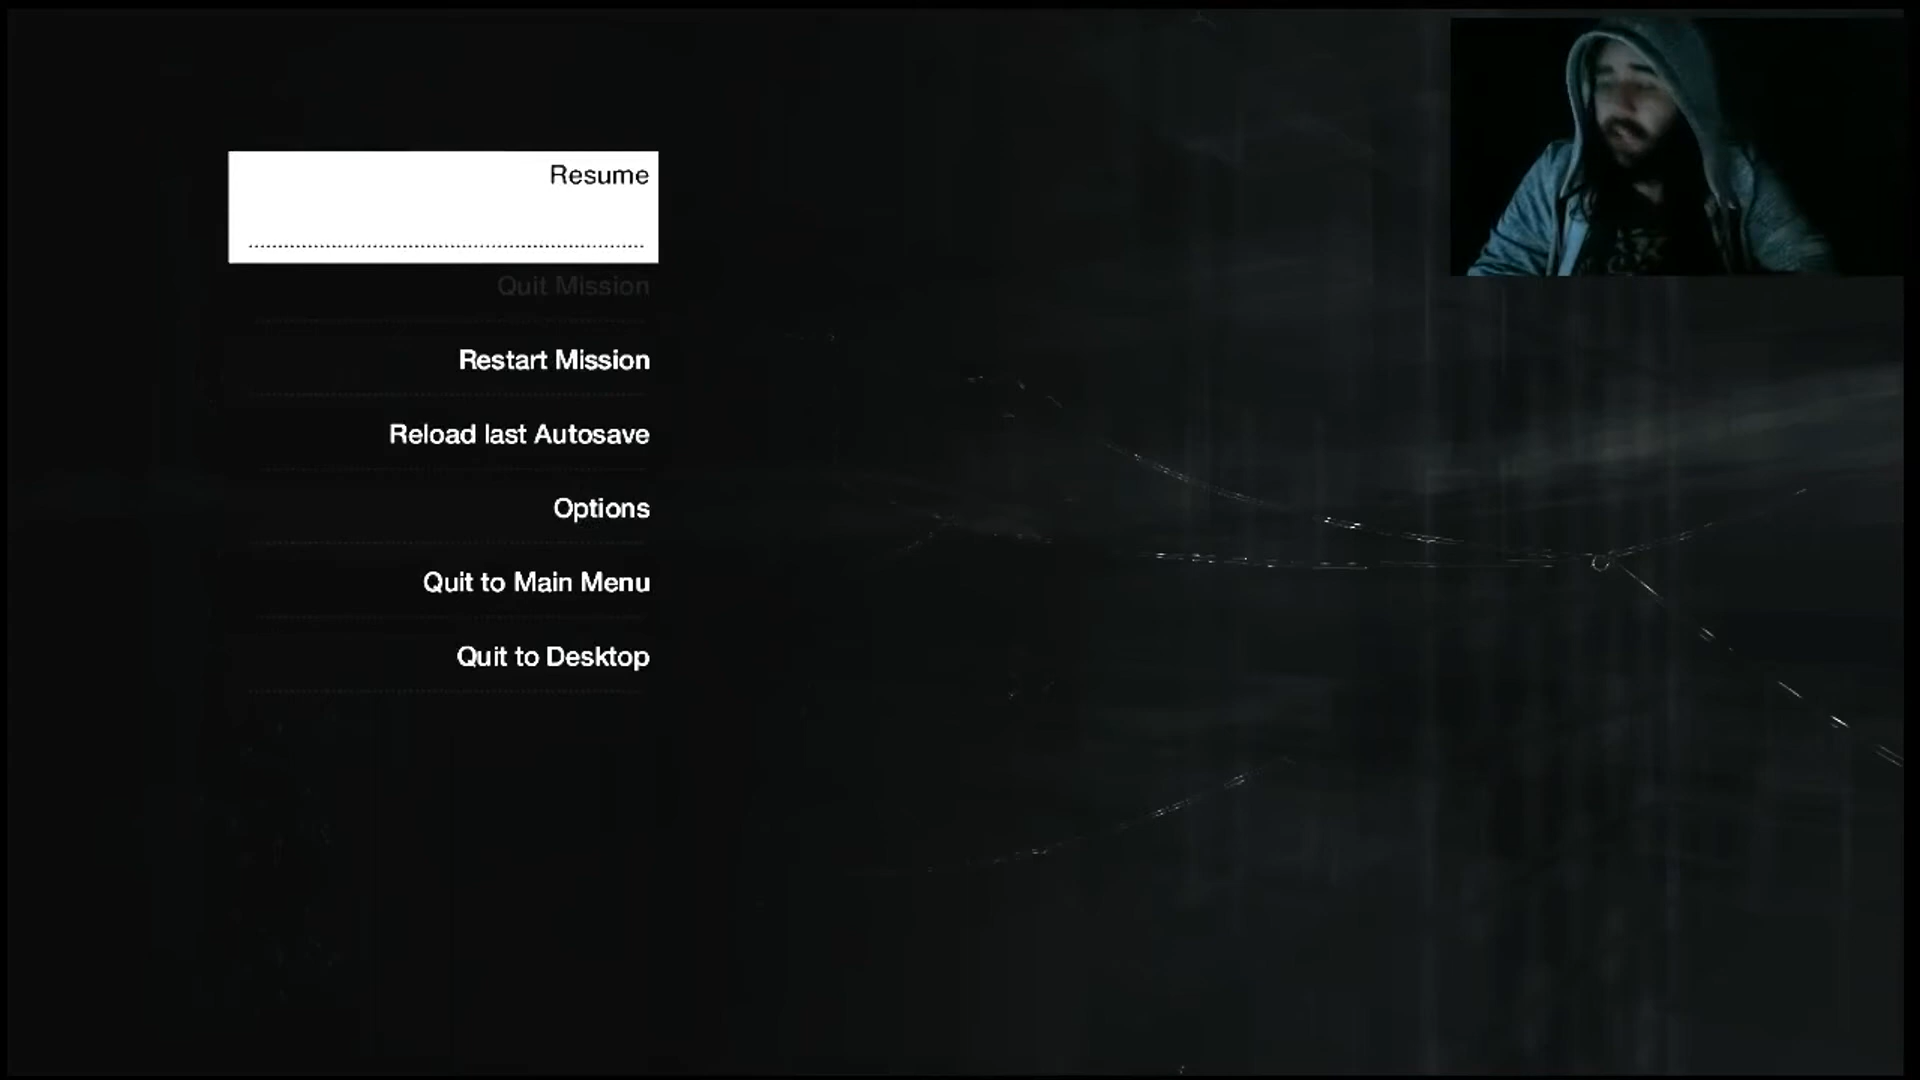 Resume
Quit Mission
Restart Mission
Reload last Autosave
Options
Quit to Main Menu
Quit to Desktop